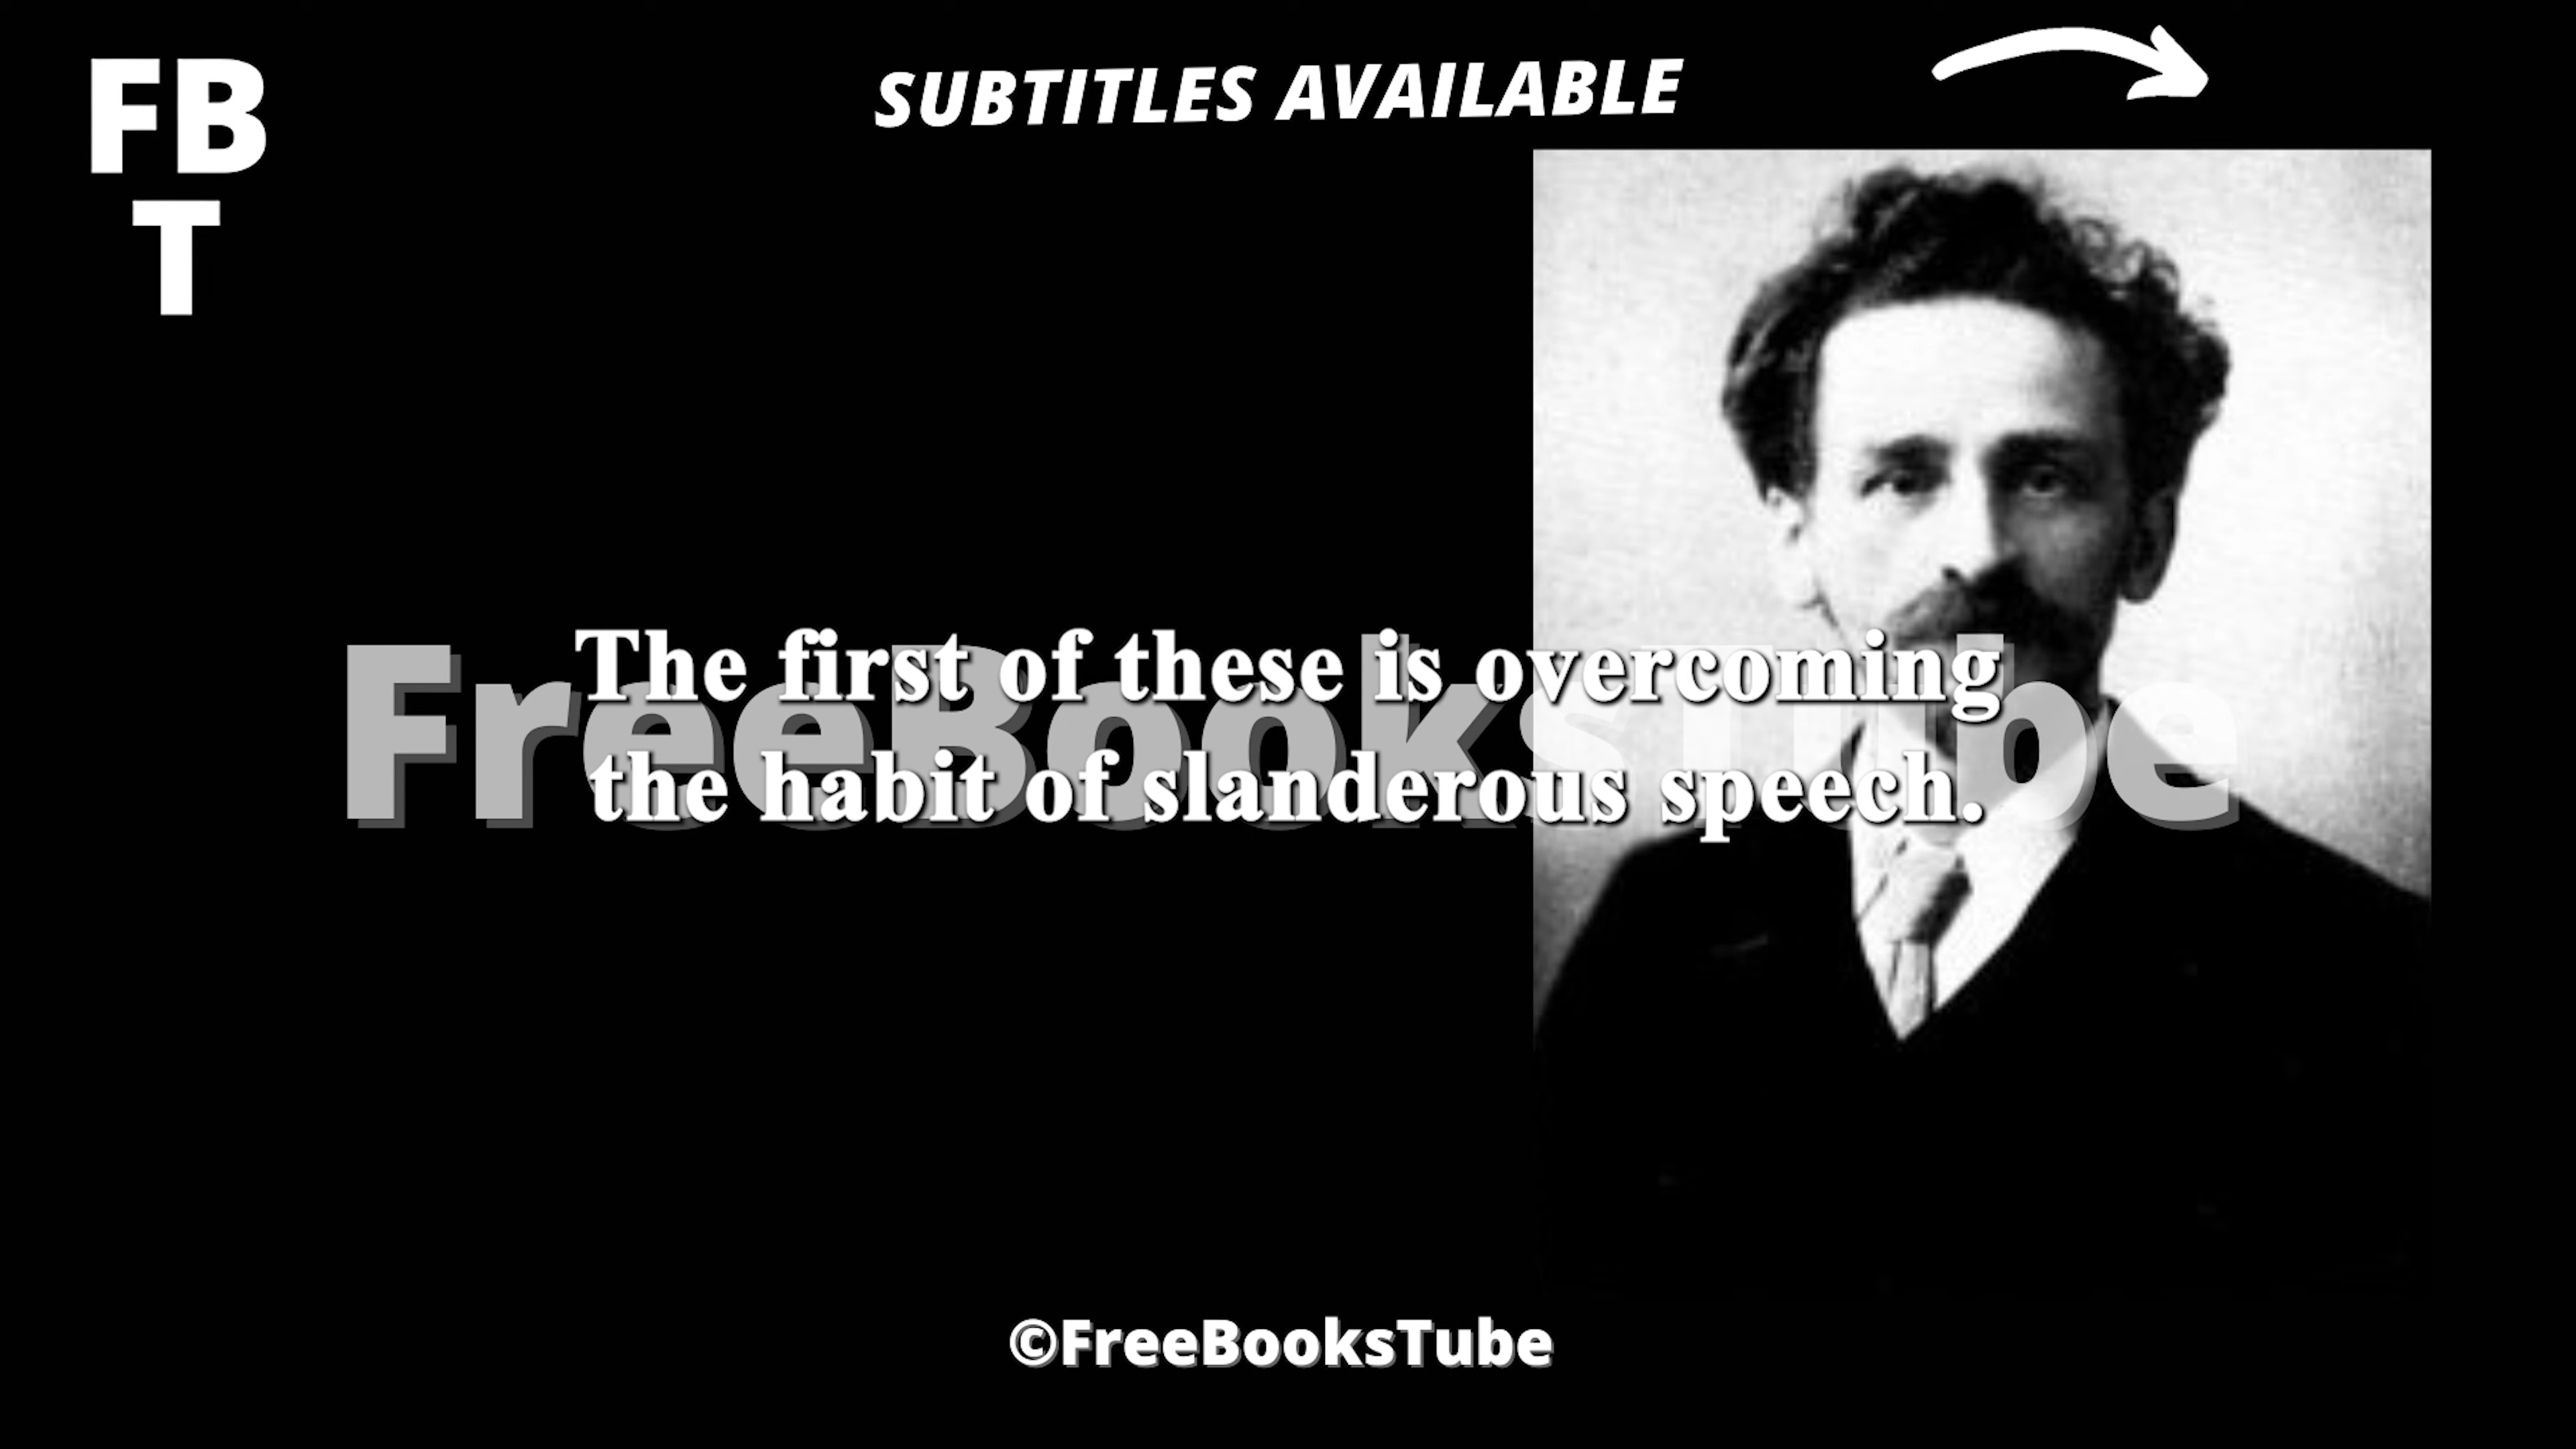 FB
T
SUBTITLES AVAILABLE
FreeBooksTube
The first of these is overcoming
the habit of slanderous speech.
©FreeBooksTube